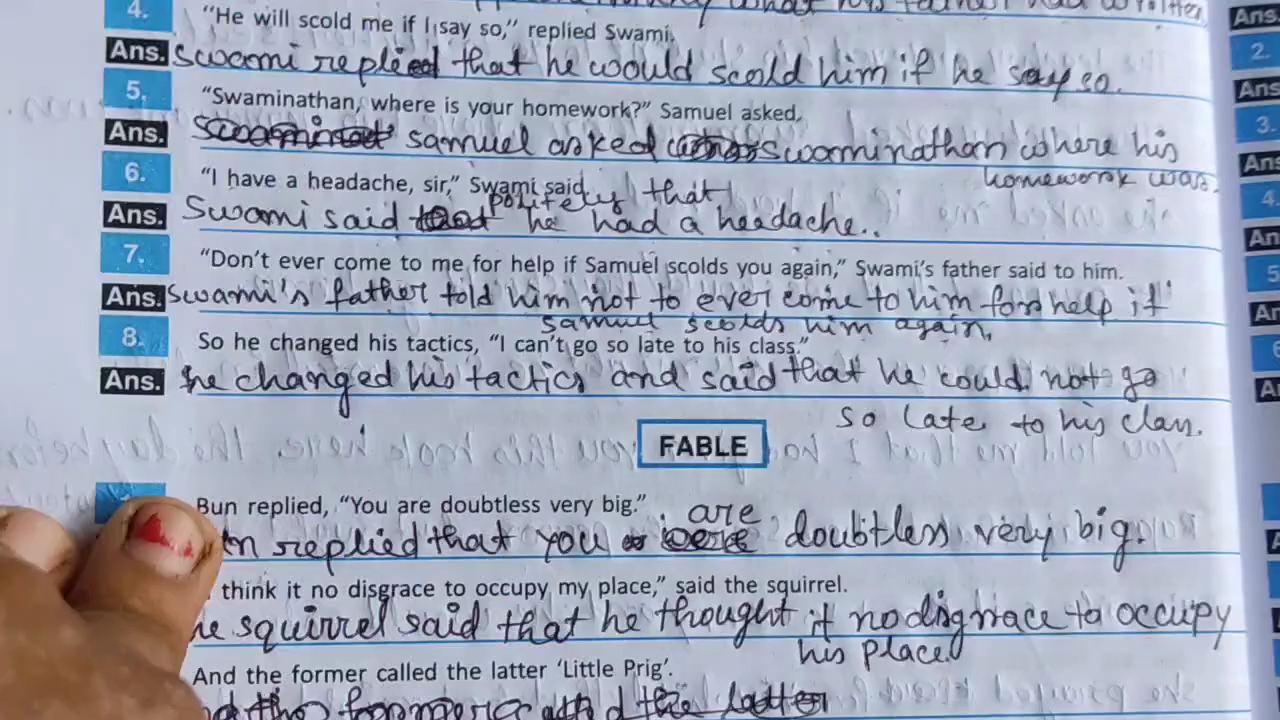 4. "He will scold me if I say so," replied Swami.
Ans. Swami replied that he would scold him if he say so.
5. "Swaminathan, where is your homework?" Samuel asked.
Ans. samuel asked swaminathan where his
homework was.
6. "I have a headache, sir," Swami said.
politely that
Ans. Swami said he had a headache..
7. "Don't ever come to me for help if Samuel scolds you again," Swami's father said to him.
Ans. Swami's father told him not to ever come to him for help if
samuel scolds him again.
8. So he changed his tactics, "I can't go so late to his class."
Ans. he changed his tactics and said that he could not go
so late to his class.
FABLE
Bun replied, "You are doubtless very big."
are
replied that you doubtless very big.
think it no disgrace to occupy my place," said the squirrel.
squirrel said that he thought it no disgrace to occupy
his place
And the former called the latter 'Little Prig'.
Ans.
2.
Ans
3.
Ans
4.
An
5